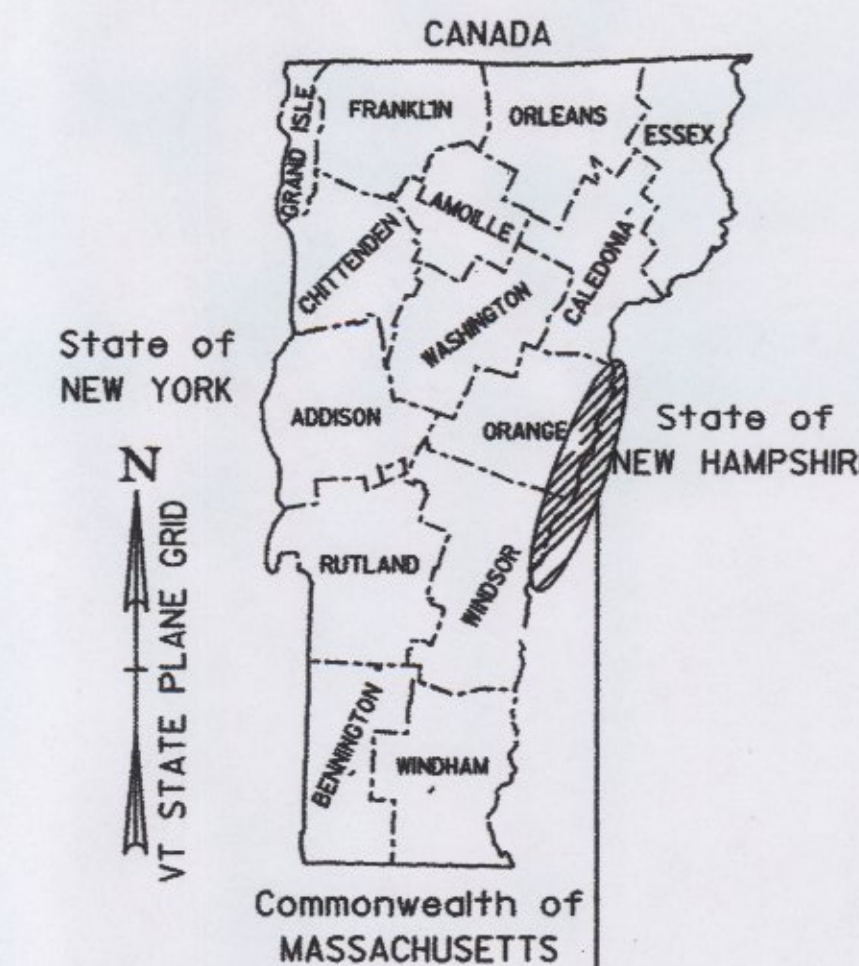 CANADA
GRAND ISLE
FRANKLIN
ORLEANS
ESSEX
LAMOILLE
CHITTENDEN
CALEDONIA
WASHINGTON
State of
NEW YORK
ADDISON
ORANGE
State of
NEW HAMPSHIR
N
VT STATE PLANE GRID
RUTLAND
WINDSOR
BENNINGTON
WINDHAM
Commonwealth of
MASSACHUSETTS